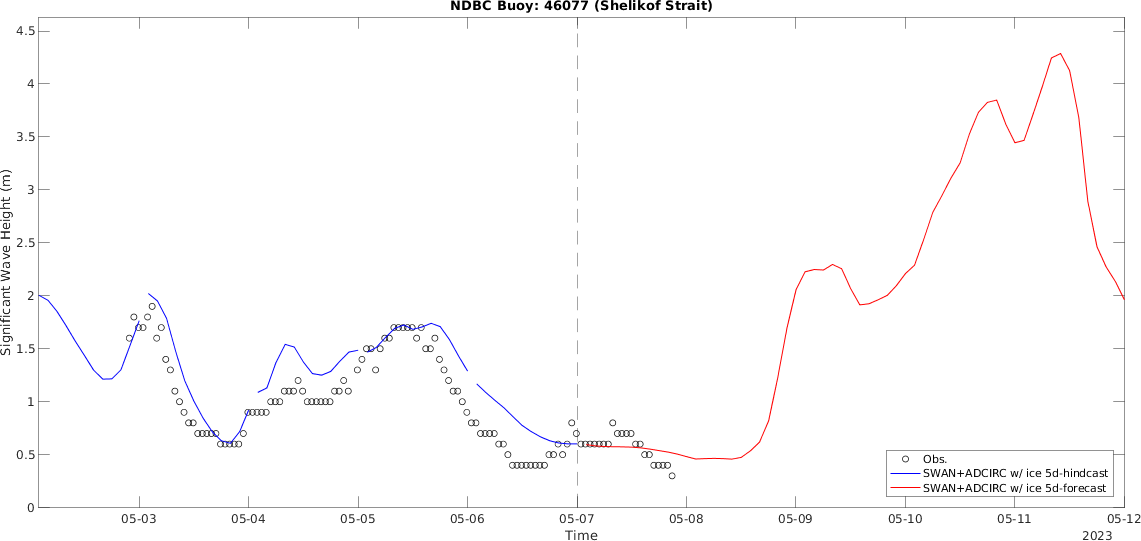 NDBC Buoy: 46077 (Shelikof Strait)
Significant Wave Height (m)
4.5
4
3.5
3
2.5
2
1.5
1
0.5
0
Obs.
SWAN+ADCIRC w/ ice 5d-hindcast
SWAN+ADCIRC w/ ice 5d-forecast
05-03 05-04 05-05 05-06 05-07 05-08 05-09 05-10 05-11 05-12
Time
2023